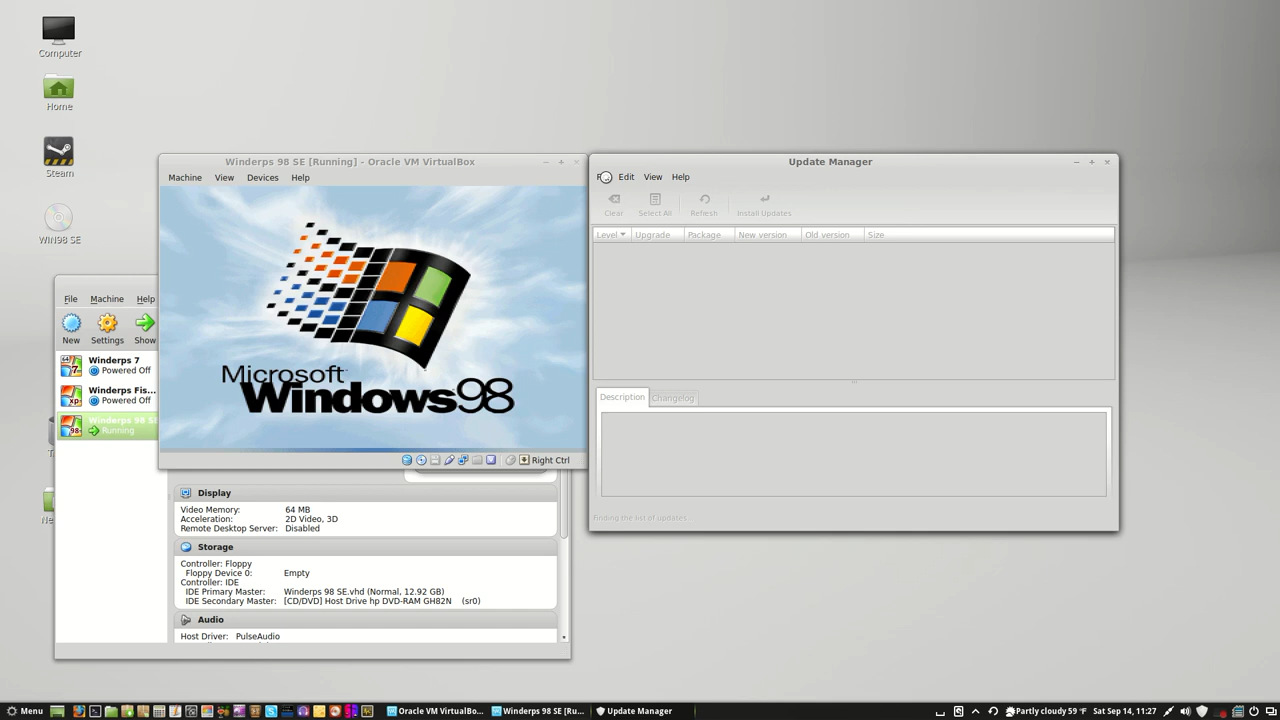 Computer
Home
Steam
WIN98 SE
Winderps 98 SE [Running] - Oracle VM VirtualBox
Machine View Devices Help
Microsoft
Windows98
Right Ctrl
File Machine Help
New Settings Show
Winderps 7
Powered Off
Winderps Fis...
Powered Off
Winderps 98 SE
Running
Display
Video Memory: 64 MB
Acceleration: 2D Video, 3D
Remote Desktop Server: Disabled
Storage
Controller: Floppy
Floppy Device 0: Empty
Controller: IDE
IDE Primary Master: Winderps 98 SE.vhd (Normal, 12.92 GB)
IDE Secondary Master: [CD/DVD] Host Drive hp DVD-RAM GH82N (sr0)
Audio
Host Driver: PulseAudio
Update Manager
Edit View Help
Clear Select All Refresh Install Updates
Level Upgrade Package New version Old version Size
Description Changelog
Finding the list of updates
Menu
Oracle VM VirtualBo...
Winderps 98 SE [Ru...
Update Manager
Partly cloudy 59 °F Sat Sep 14, 11:27